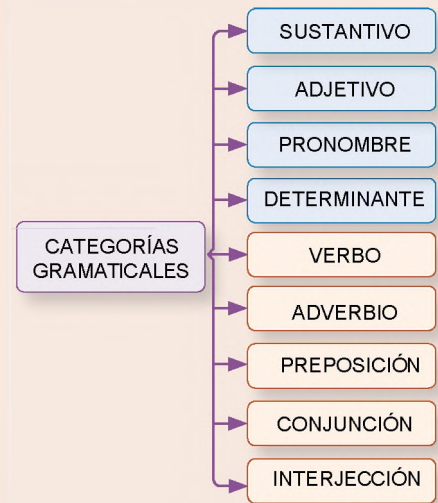 SUSTANTIVO
ADJETIVO
PRONOMBRE
DETERMINANTE
CATEGORÍAS
GRAMATICALES
VERBO
ADVERBIO
PREPOSICIÓN
CONJUNCIÓN
INTERJECCIÓN